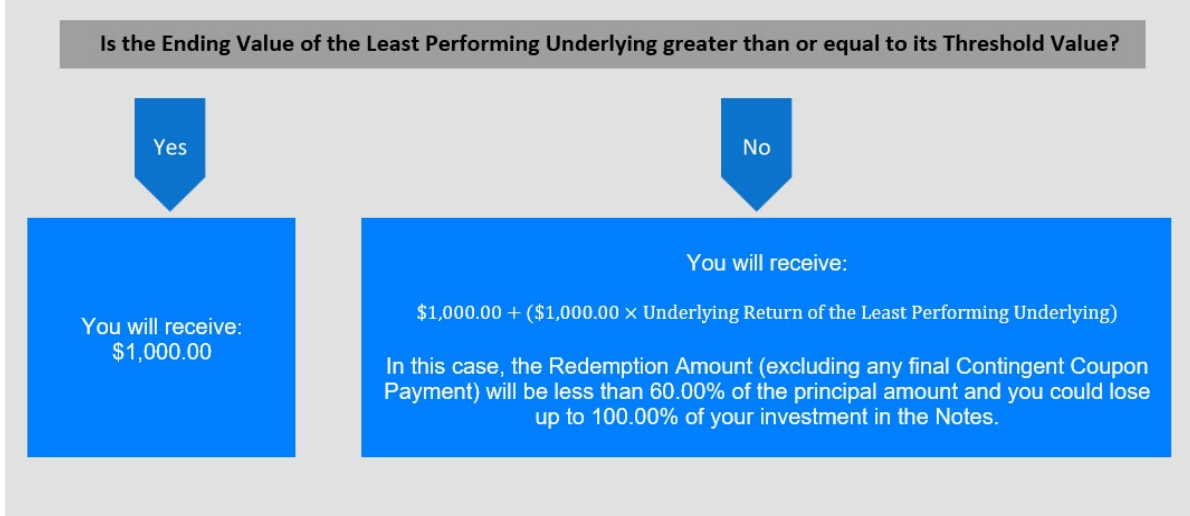 Is the Ending Value of the Least Performing Underlying greater than or equal to its Threshold Value?
Yes
No
You will receive:
$1,000.00
You will receive:
$1,000.00 + ($1,000.00 × Underlying Return of the Least Performing Underlying)
In this case, the Redemption Amount (excluding any final Contingent Coupon
Payment) will be less than 60.00% of the principal amount and you could lose
up to 100.00% of your investment in the Notes.